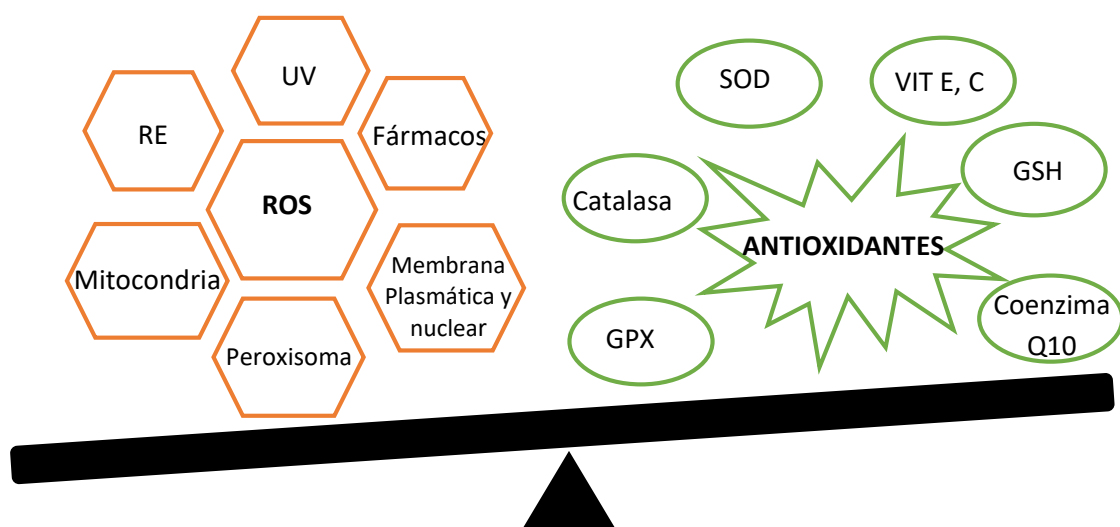 UV
RE
Fármacos
ROS
Mitocondria
Membrana
Plasmática y
nuclear
Peroxisoma
SOD
VIT E, C
GSH
Catalasa
ANTIOXIDANTES
Coenzima
Q10
GPX